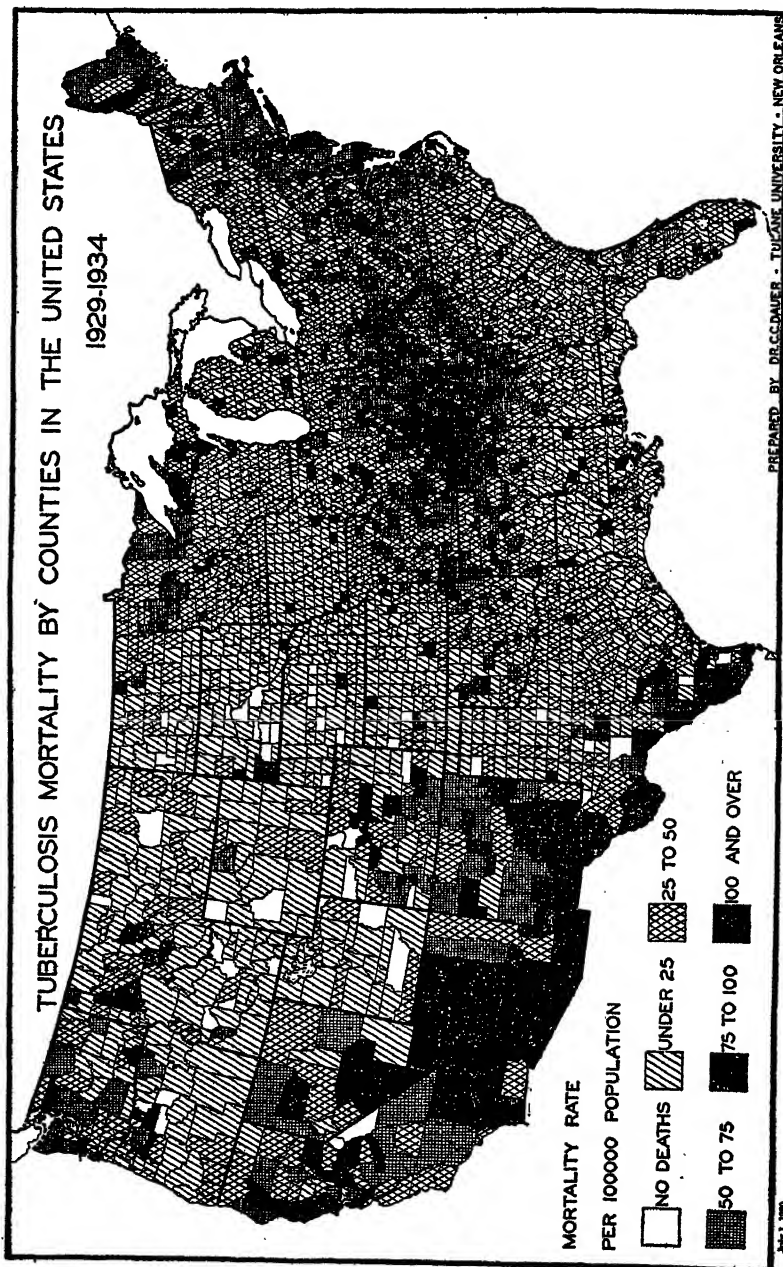 TUBERCULOSIS MORTALITY BY COUNTIES IN THE UNITED STATES
1929-1934
MORTALITY RATE
PER 100000 POPULATION
NO DEATHS
UNDER 25
25 TO 50
50 TO 75
75 TO 100
100 AND OVER
PREPARED BY DR.C.C.DAUER - TULANE UNIVERSITY - NEW ORLEANS